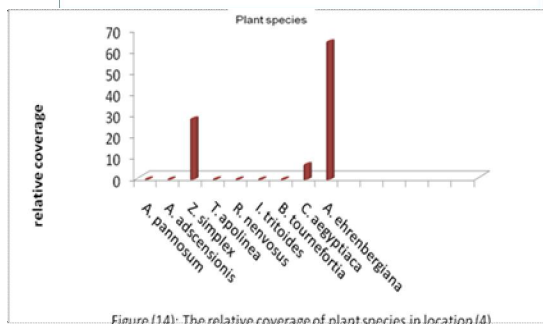 Plant species
relative coverage
70
60
50
40
30
20
10
0
A. pannosum
A. adscensionis
Z. simplex
T. apolinea
R. nenvosus
I. tritoides
B. tournefortia
C. aegyptiaca
A. ehrenbergiana
Figure (14): The relative coverage of plant species in location (4)